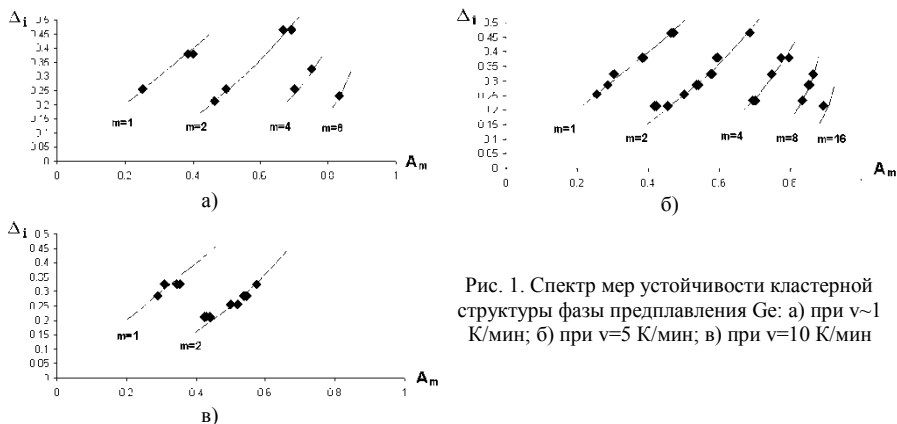 Δi
0.5
0.45
0.4
0.35
0.3
0.25
0.2
0.15
0.1
0.05
0
m=1
m=2
m=4
m=8
Am
0 0.2 0.4 0.6 0.8 1
а)
Δi
0.5
0.45
0.4
0.35
0.3
0.25
0.2
0.15
0.1
0.05
0
m=1
m=2
m=4
m=8
m=16
Am
0 0.2 0.4 0.6 0.8
б)
Δi
0.5
0.45
0.4
0.35
0.3
0.25
0.2
0.15
0.1
0.05
0
m=1
m=2
Am
0 0.2 0.4 0.6 0.8 1
в)
Рис. 1. Спектр мер устойчивости кластерной
структуры фазы предплавления Ge: а) при v~1
К/мин; б) при v=5 К/мин; в) при v=10 К/мин